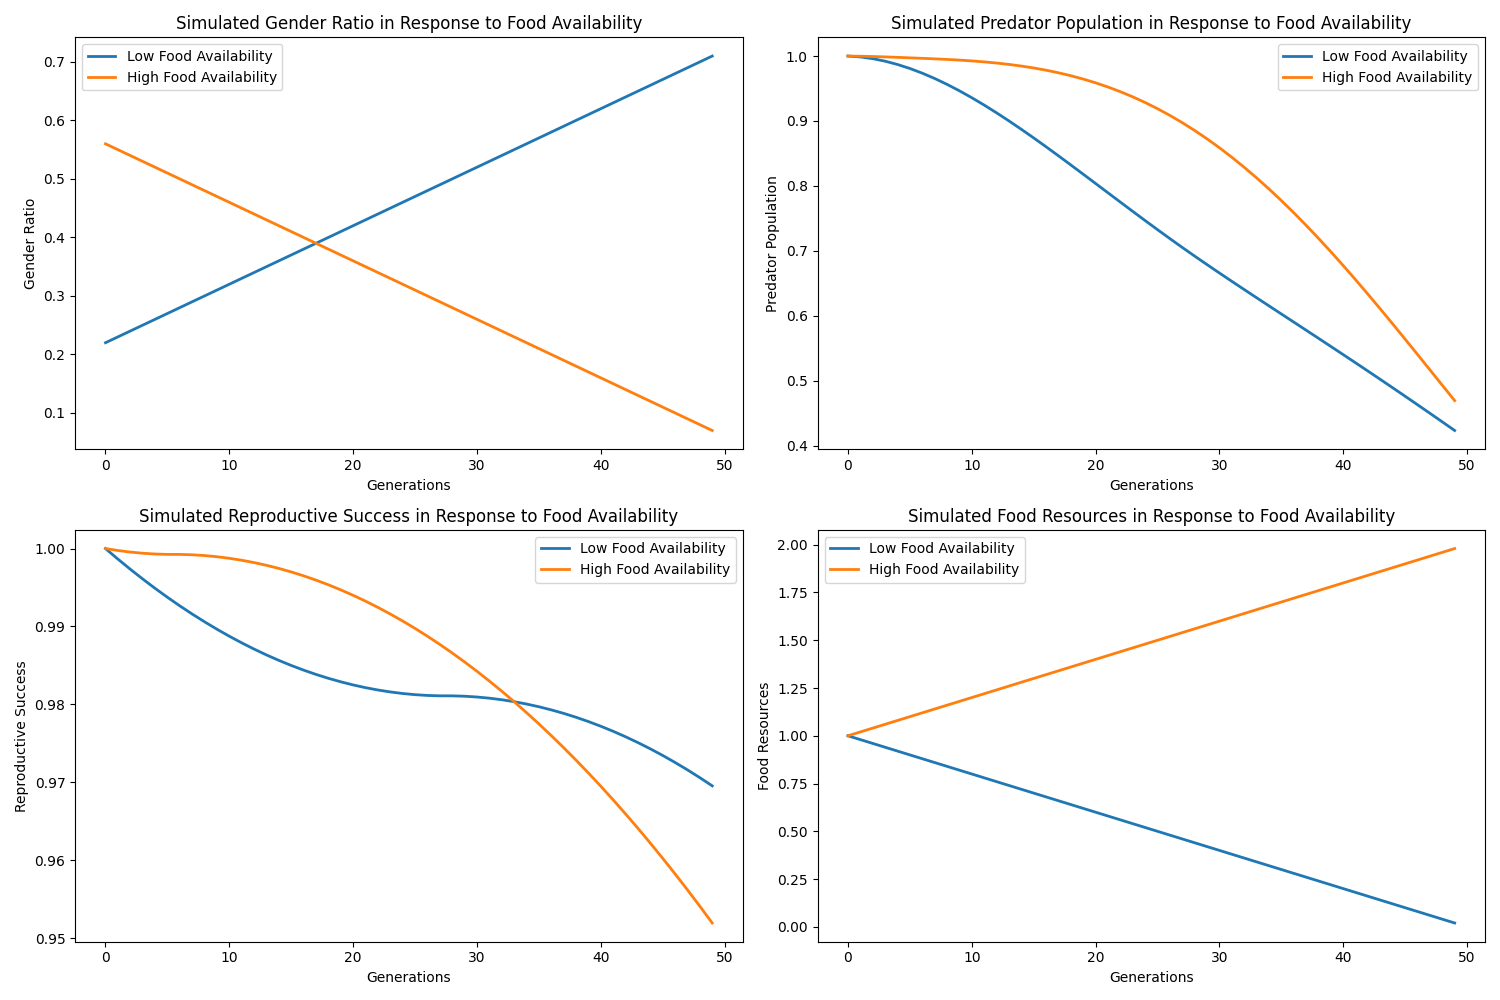 Simulated Gender Ratio in Response to Food Availability
Low Food Availability
High Food Availability
0.7
0.6
0.5
0.4
0.3
0.2
0.1
Gender Ratio
0 10 20 30 40 50
Generations
Simulated Predator Population in Response to Food Availability
Low Food Availability
High Food Availability
1.0
0.9
0.8
0.7
0.6
0.5
0.4
Predator Population
0 10 20 30 40 50
Generations
Simulated Reproductive Success in Response to Food Availability
Low Food Availability
High Food Availability
1.00
0.99
0.98
0.97
0.96
0.95
Reproductive Success
0 10 20 30 40 50
Generations
Simulated Food Resources in Response to Food Availability
Low Food Availability
High Food Availability
2.00
1.75
1.50
1.25
1.00
0.75
0.50
0.25
0.00
Food Resources
0 10 20 30 40 50
Generations